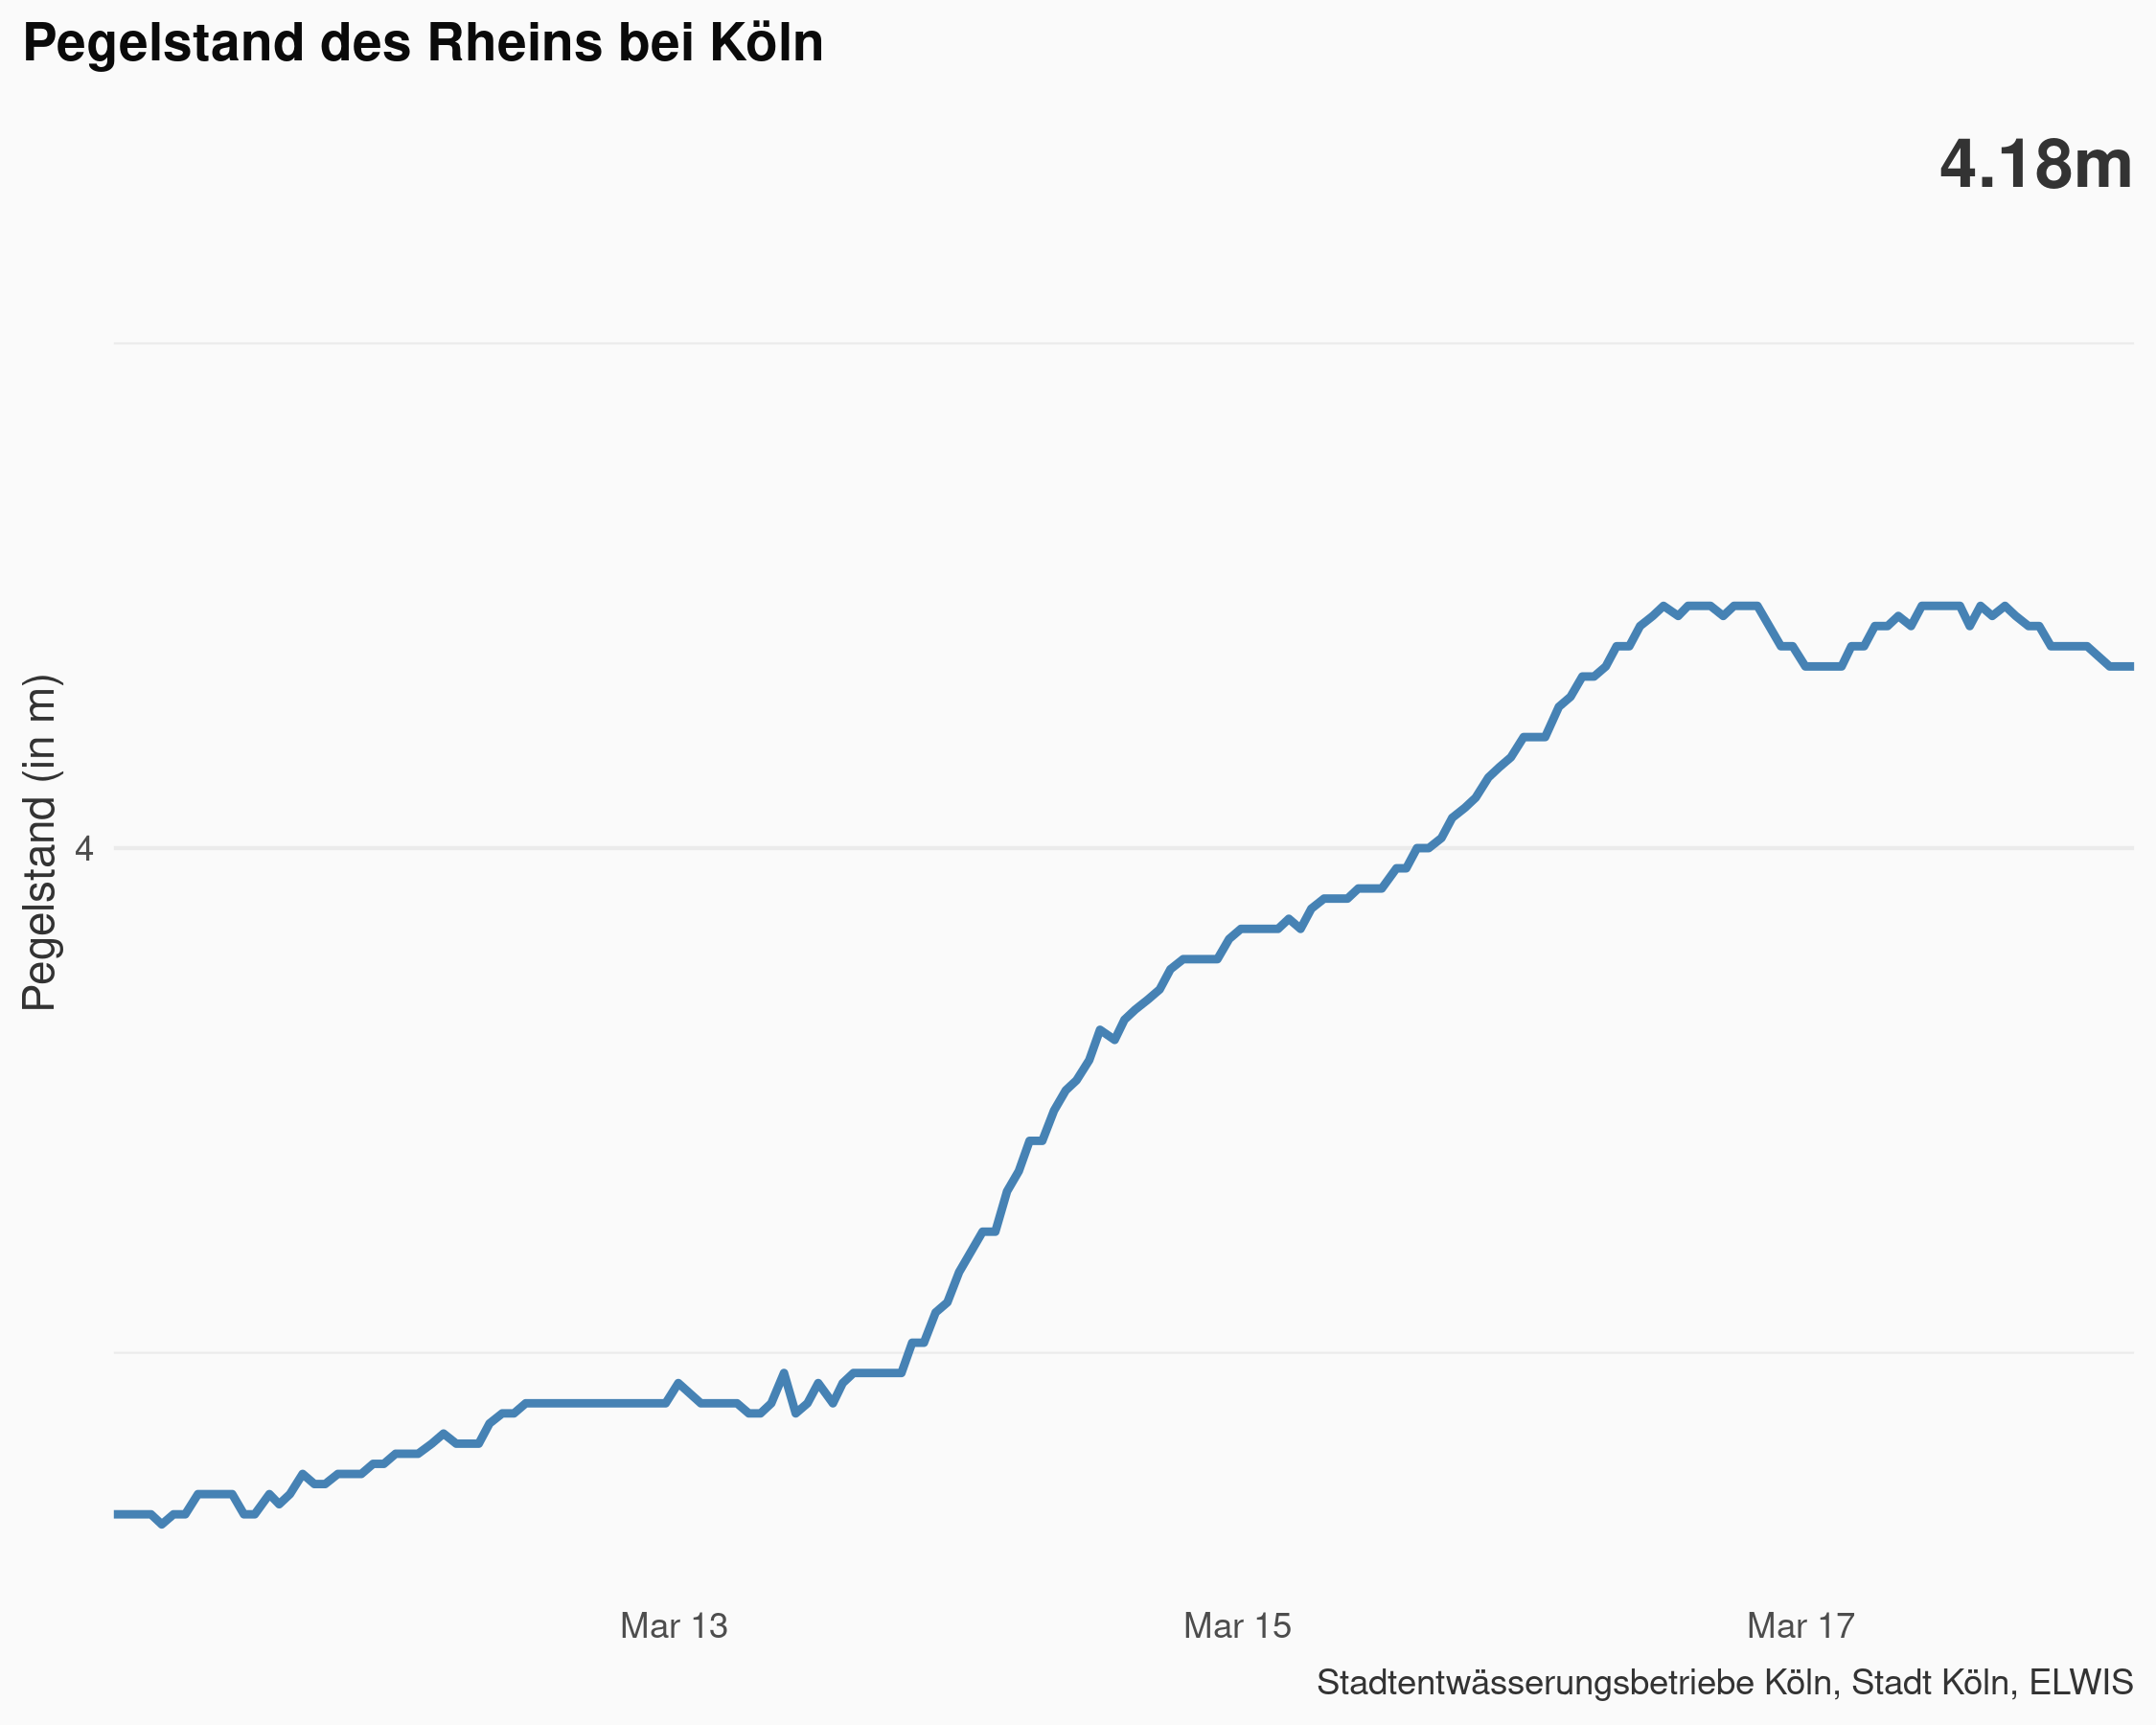 Pegelstand des Rheins bei Köln
4.18m
Pegelstand (in m)
4
Mar 13
Mar 15
Mar 17
Stadtentwässerungsbetriebe Köln, Stadt Köln, ELWIS